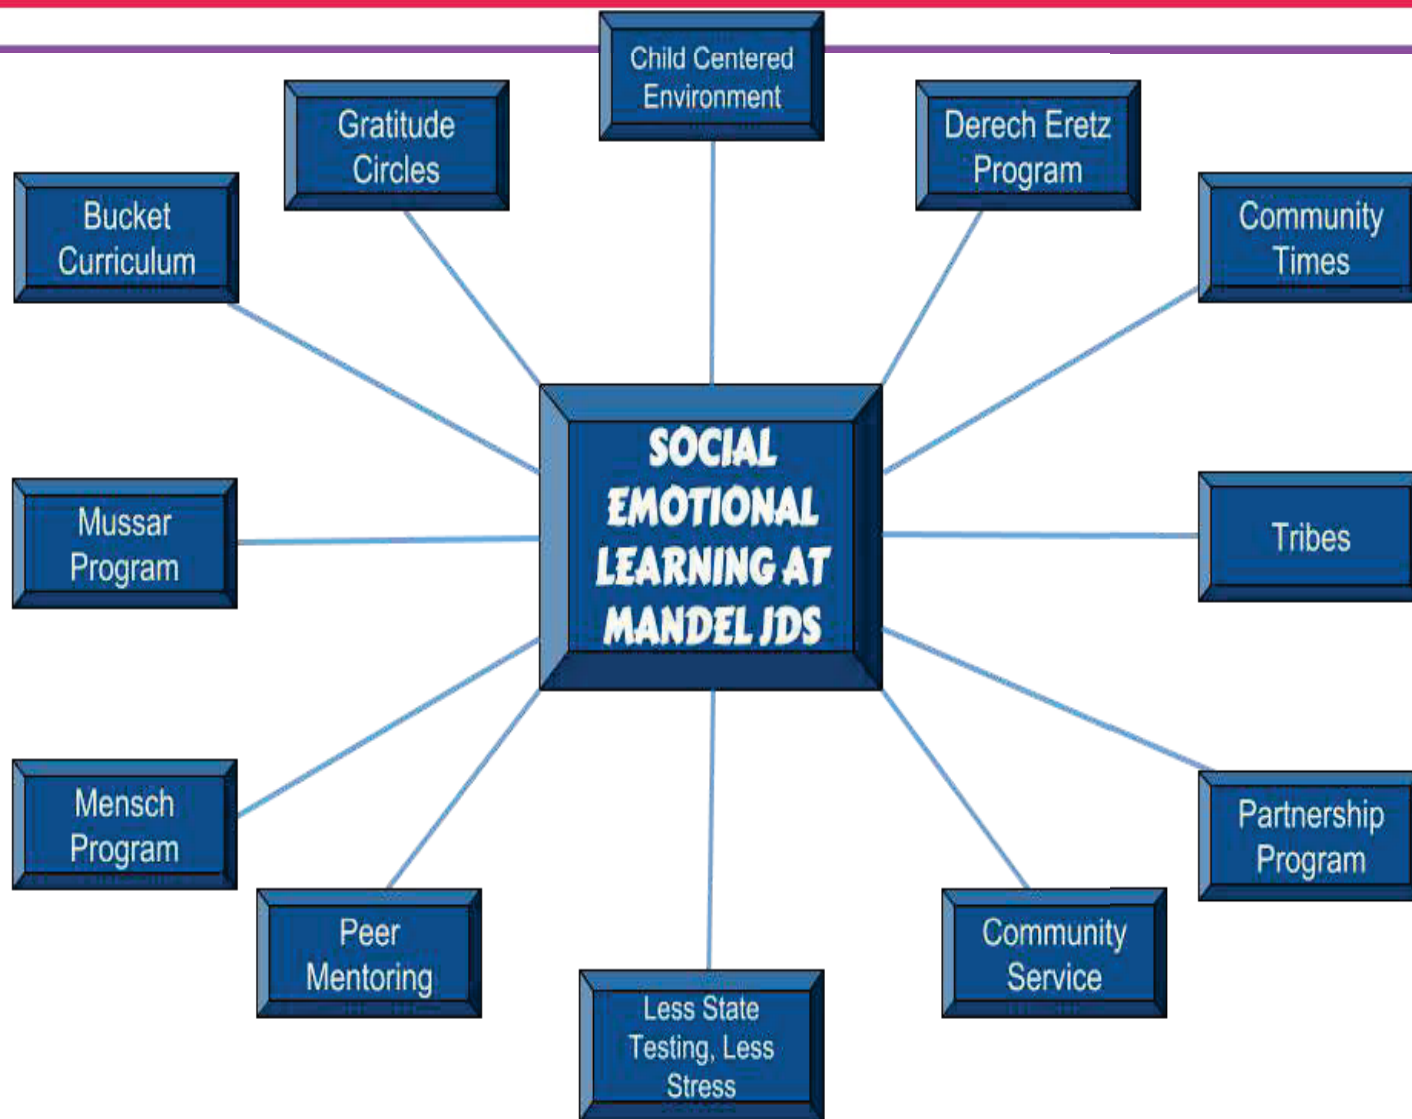 Child Centered
Environment
Gratitude
Circles
Derech Eretz
Program
Bucket
Curriculum
Community
Times
SOCIAL
EMOTIONAL
LEARNING AT
MANDEL JDS
Mussar
Program
Tribes
Mensch
Program
Partnership
Program
Peer
Mentoring
Community
Service
Less State
Testing, Less
Stress